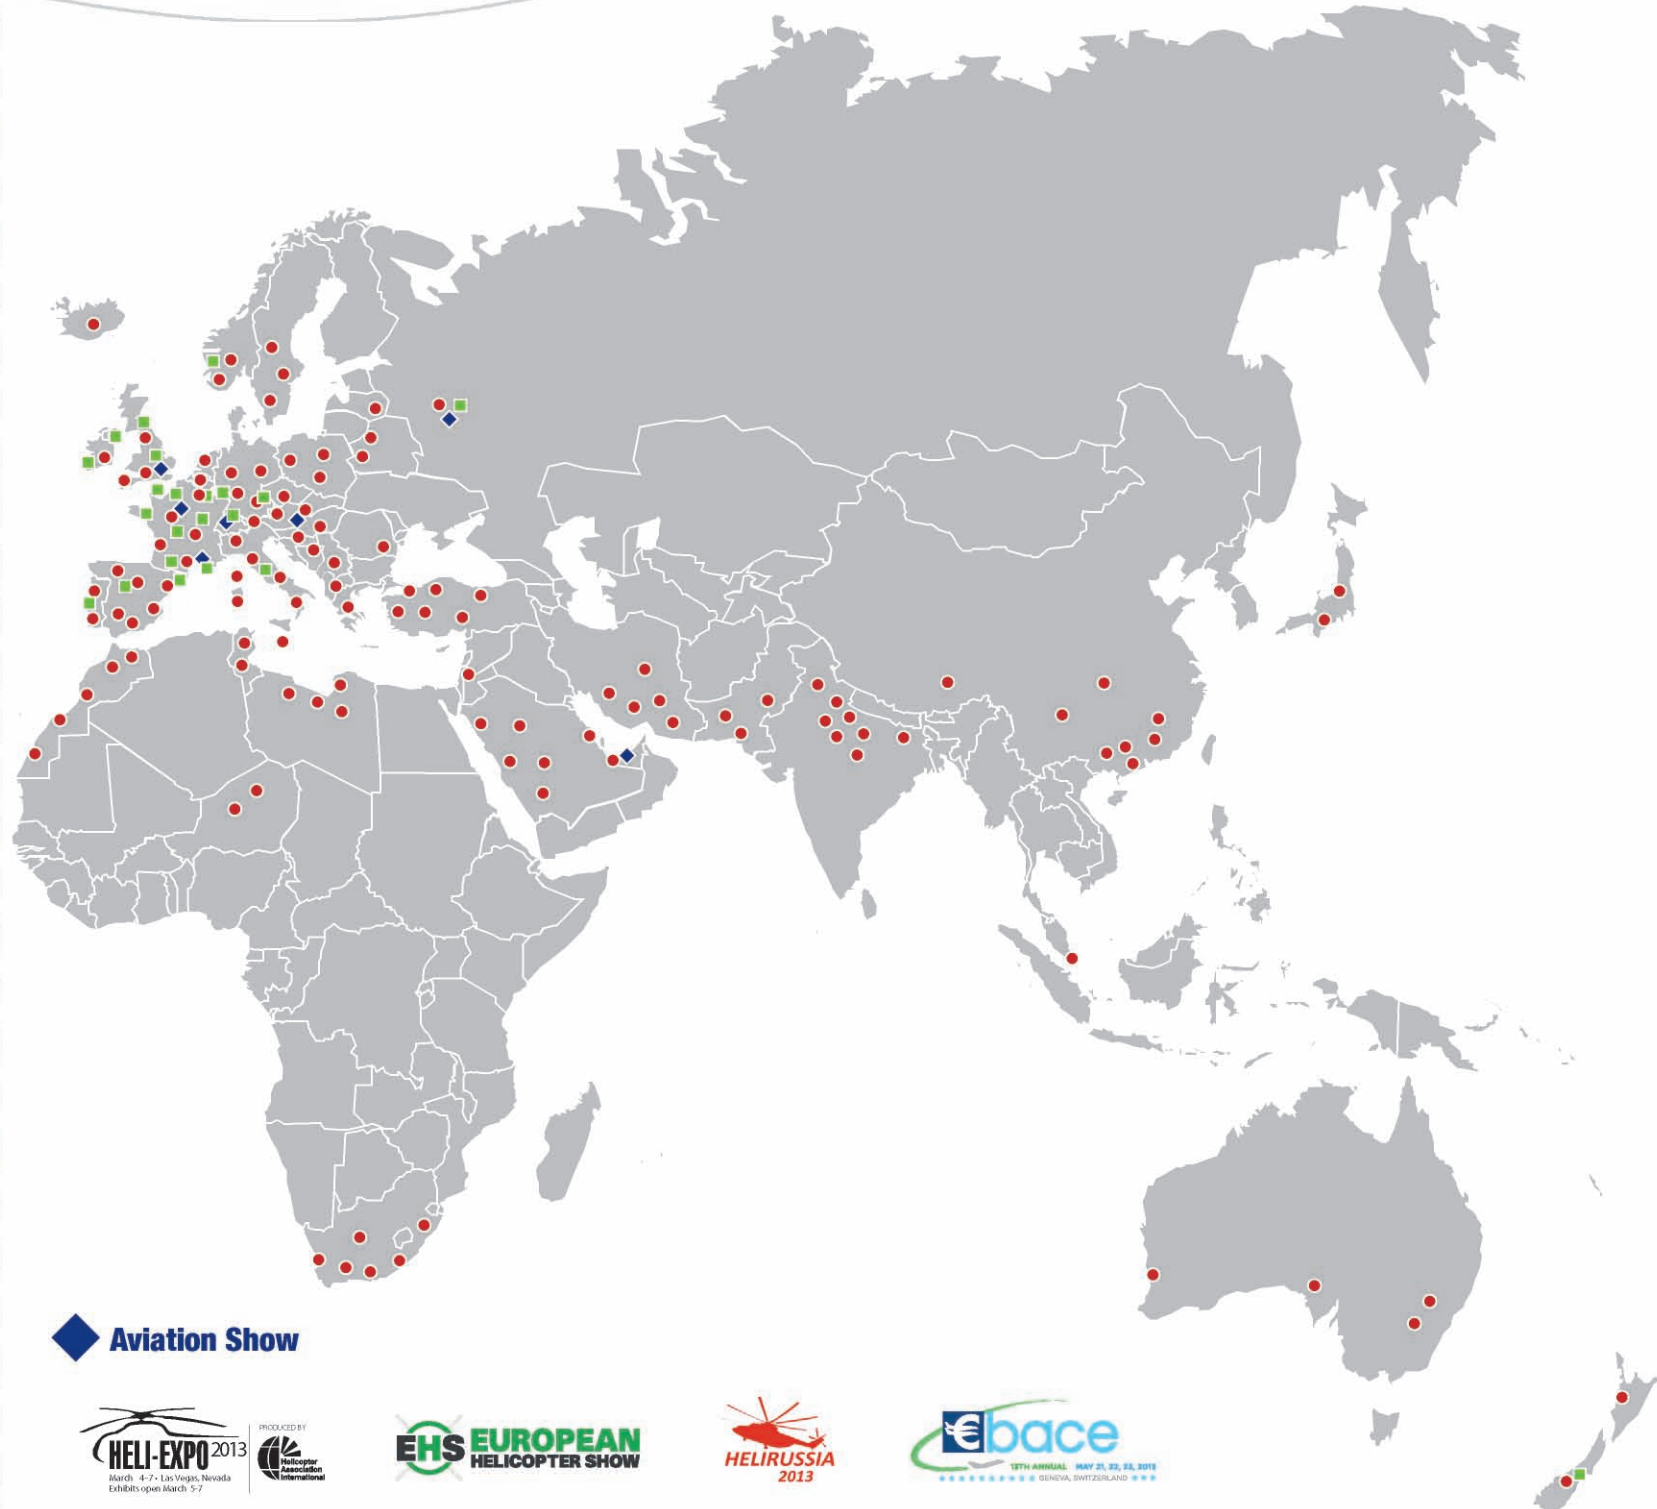 Aviation Show
HELI-EXPO 2013
March 4-7 • Las Vegas, Nevada
Exhibits open March 5-7
PRODUCED BY
Helicopter
Association
International
EHS EUROPEAN
HELICOPTER SHOW
HELIRUSSIA
2013
€bace
13TH ANNUAL MAY 21, 22, 23, 2013
GENEVA, SWITZERLAND